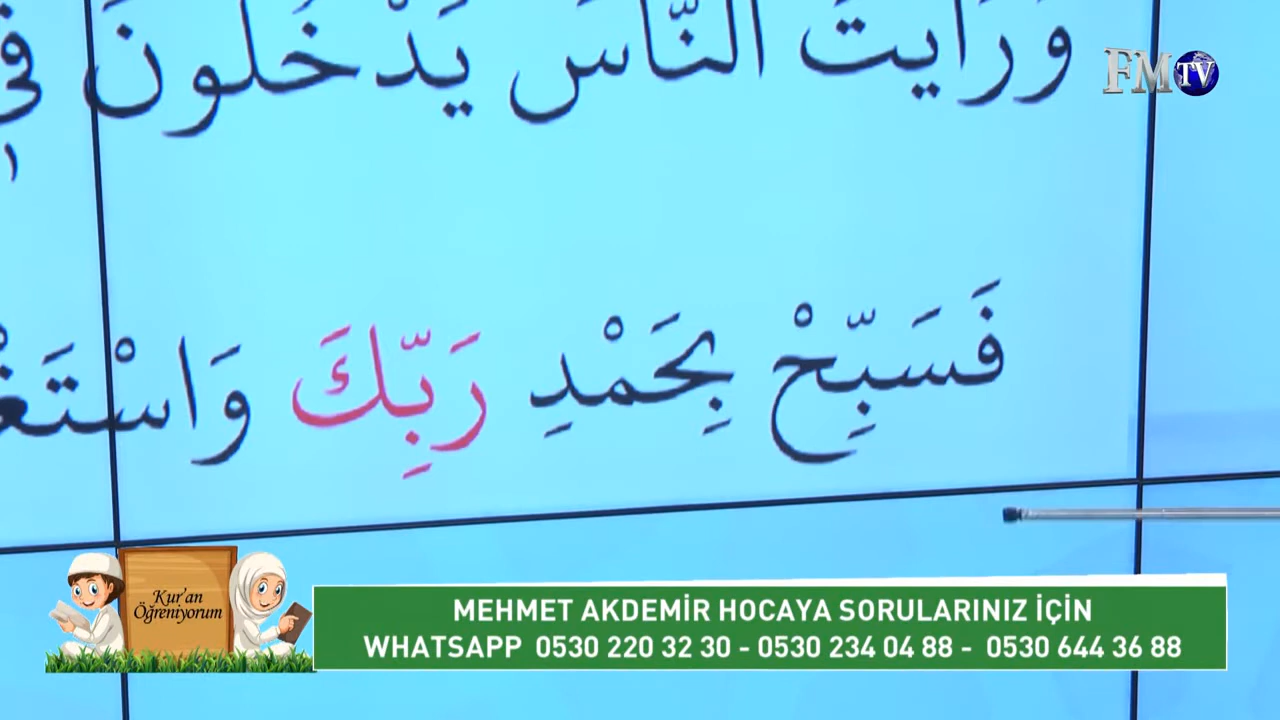 وَرَأَيْتَ النَّاسَ يَدْخُلُونَ فِي
FM TV
فَسَبِّحْ بِحَمْدِ رَبِّكَ وَاسْتَغْ
Kur'an
Öğreniyorum
MEHMET AKDEMİR HOCAYA SORULARINIZ İÇİN
WHATSAPP 0530 220 32 30 - 0530 234 04 88 - 0530 644 36 88